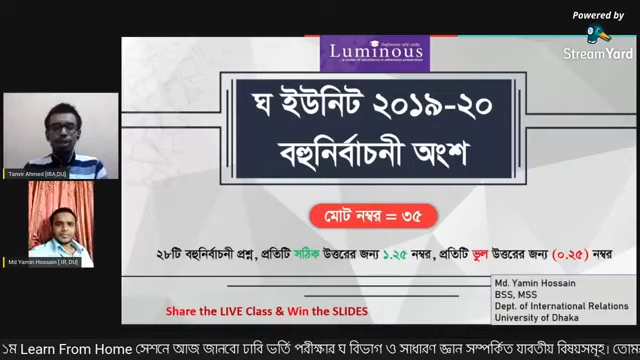 Powered by
StreamYard
Luminous
ঘ ইউনিট ২০১৯-২০
বহুনির্বাচনী অংশ
মোট নম্বর = ৩৫
২৮টি বহুনির্বাচনী প্রশ্ন, প্রতিটি সঠিক উত্তরের জন্য ১.২৫ নম্বর, প্রতিটি ভুল উত্তরের জন্য (০.২৫) নম্বর
Tanvir Ahmed [IBA,DU]
Md Yamin Hossain [ IR, DU]
Md. Yamin Hossain
BSS, MSS
Dept. of International Relations
University of Dhaka
Share the LIVE Class & Win the SLIDES
১ম Learn From Home সেশনে আজ জানবো ঢাবি ভর্তি পরীক্ষার ঘ বিভাগ ও সাধারণ জ্ঞান সম্পর্কিত যাবতীয় বিষয়সমূহ। তোম